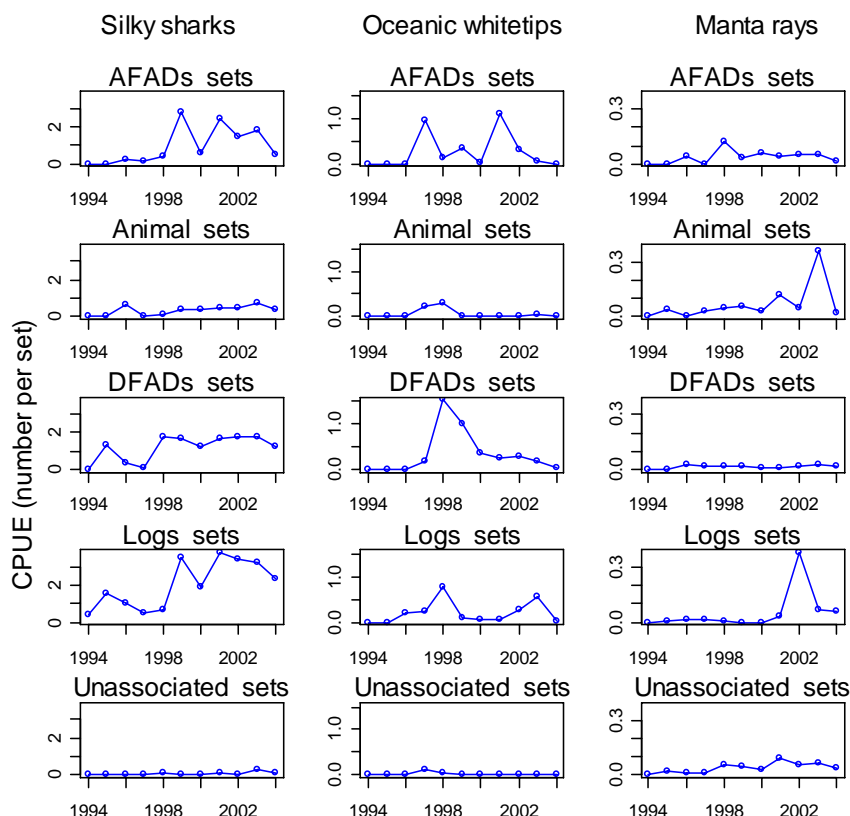 Silky sharks Oceanic whitetips Manta rays
AFADs sets AFADs sets AFADs sets
0 2 0.0 1.0 0.0 0.3
1994 1998 2002 1994 1998 2002 1994 1998 2002
Animal sets Animal sets Animal sets
0 2 0.0 1.0 0.0 0.3
1994 1998 2002 1994 1998 2002 1994 1998 2002
DFADs sets DFADs sets DFADs sets
0 2 0.0 1.0 0.0 0.3
1994 1998 2002 1994 1998 2002 1994 1998 2002
Logs sets Logs sets Logs sets
0 2 0.0 1.0 0.0 0.3
1994 1998 2002 1994 1998 2002 1994 1998 2002
Unassociated sets Unassociated sets Unassociated sets
0 2 0.0 1.0 0.0 0.3
1994 1998 2002 1994 1998 2002 1994 1998 2002
CPUE (number per set)